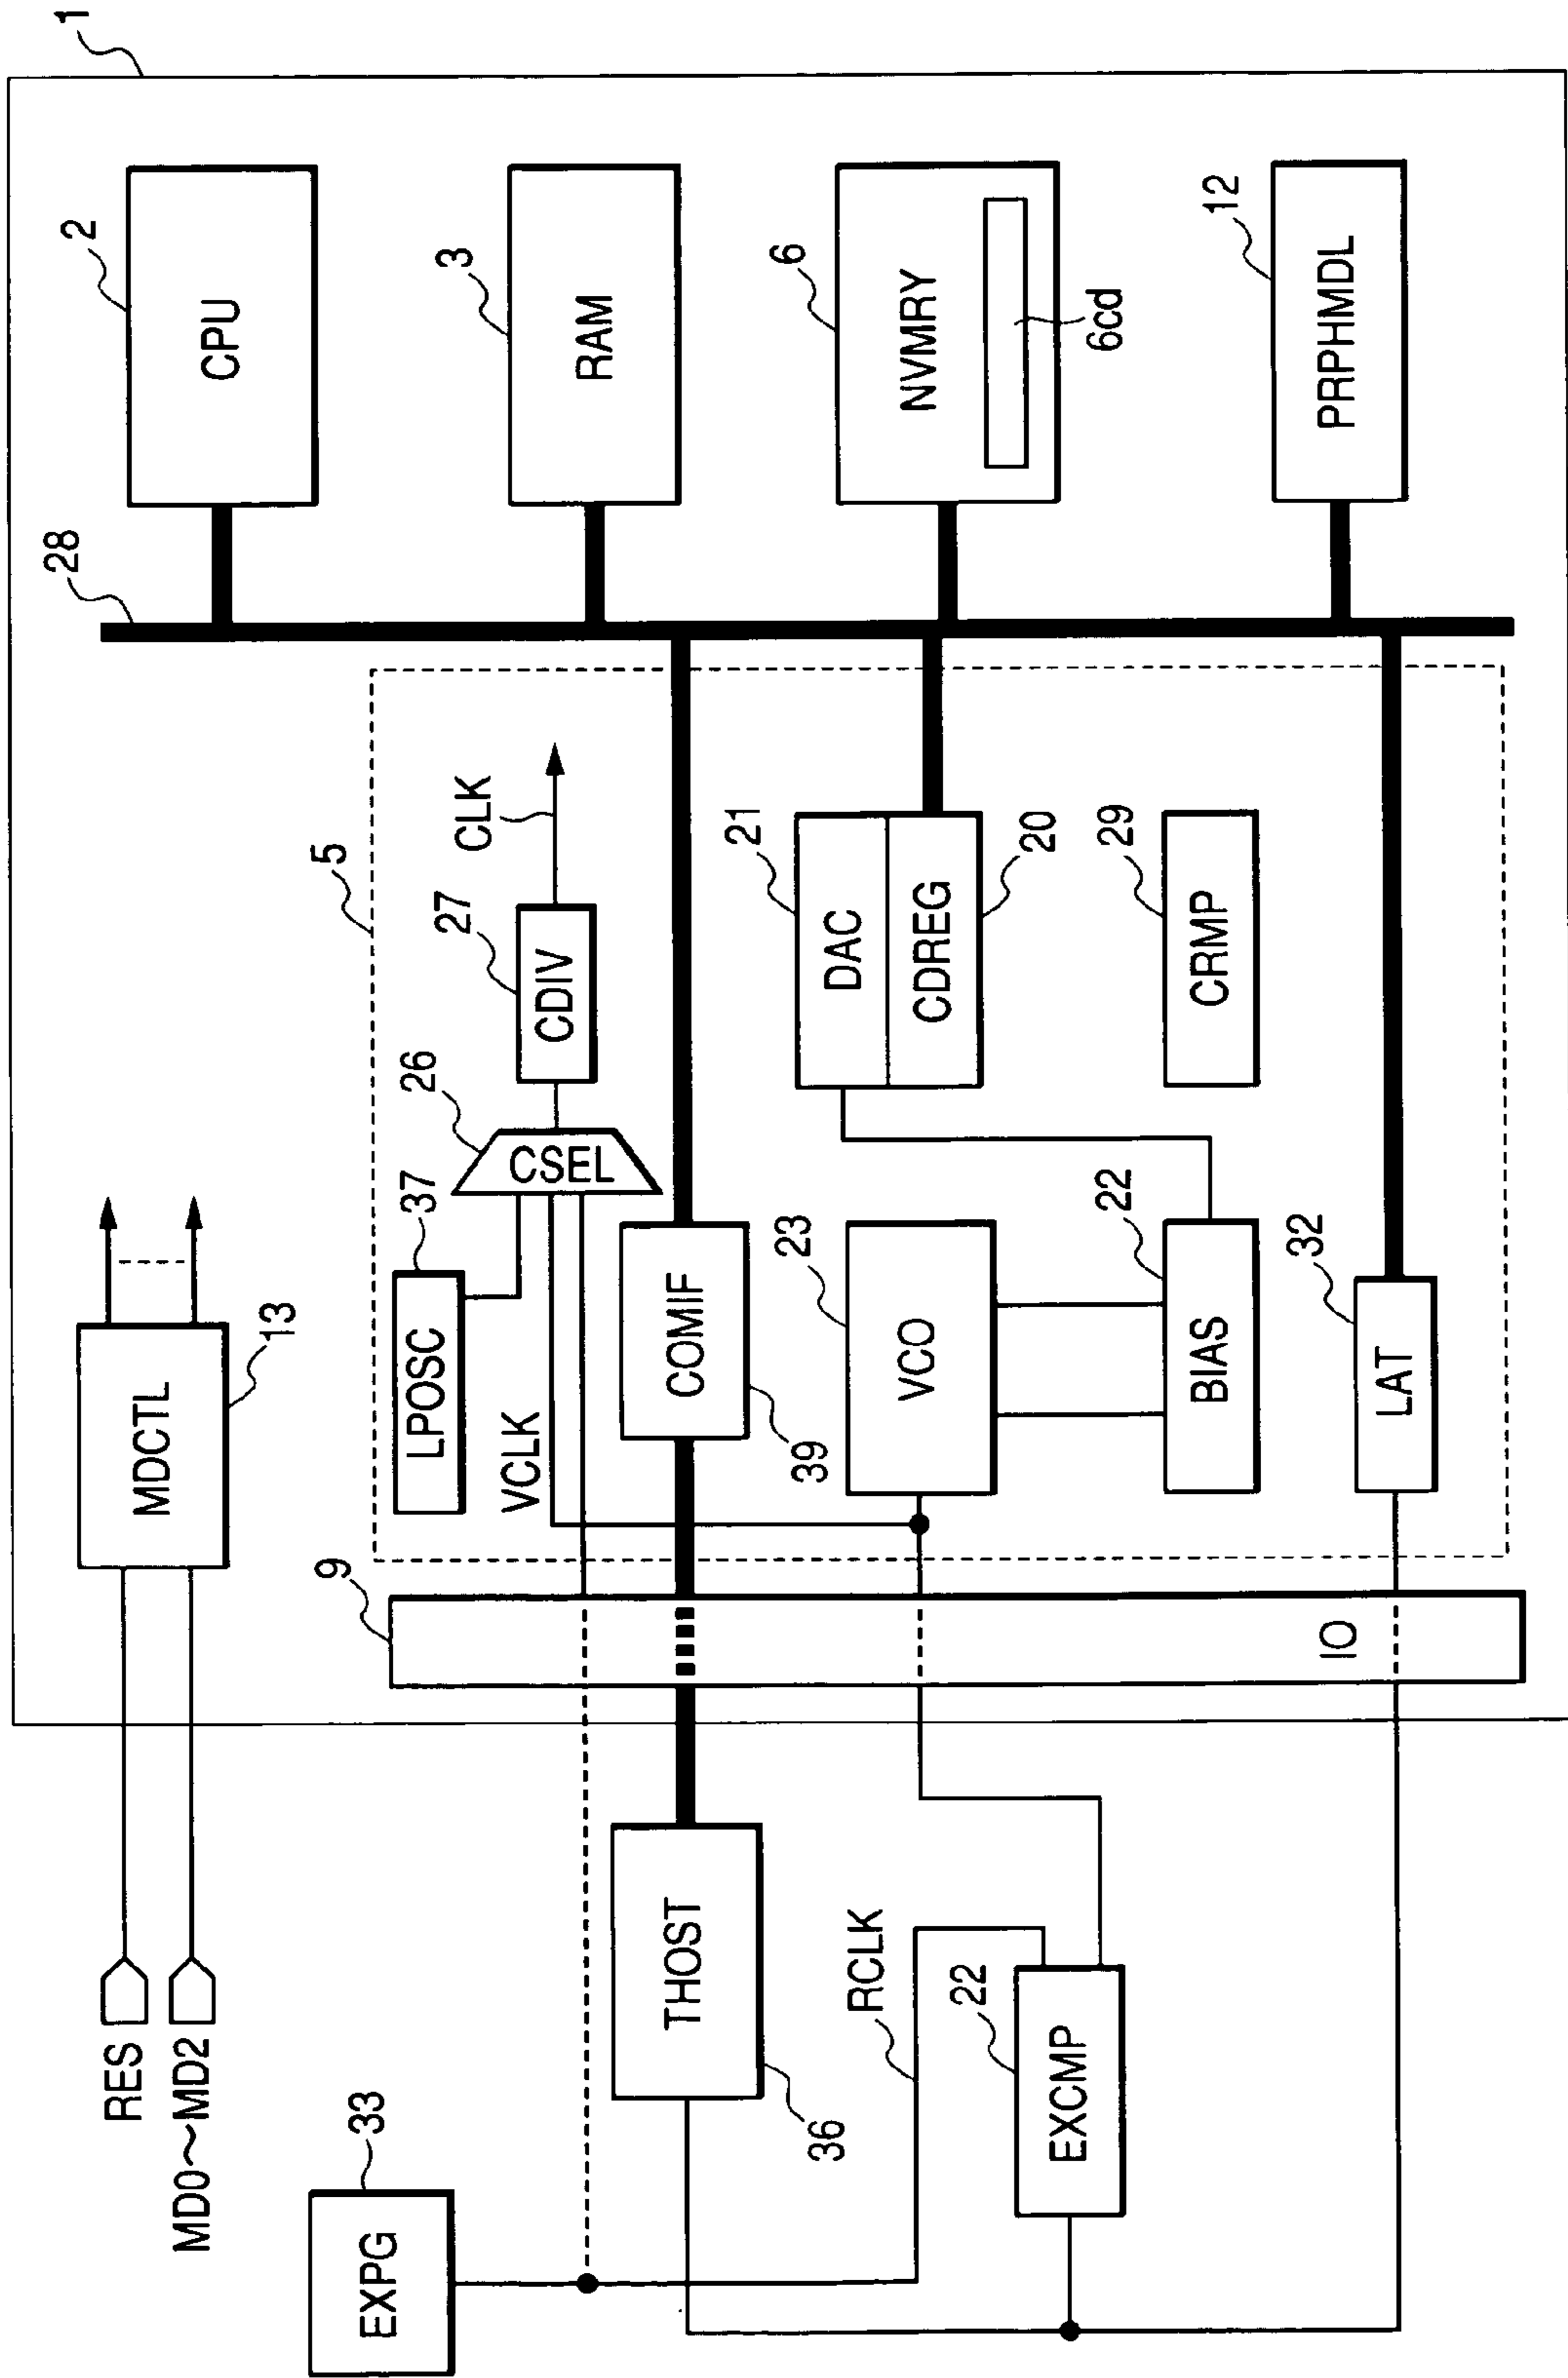 1
RES
MD0~MD2
MDCTL
13
2
CPU
28
3
RAM
6
NVMRY
6cd
12
PRPHMDL
5
37
LPOSC
26
CSEL
27
CDIV
CLK
VCLK
COMIF
39
21
DAC
CDREG
20
23
VCO
22
BIAS
29
CRMP
32
LAT
9
IO
33
EXPG
THOST
36
RCLK
22
EXCMP